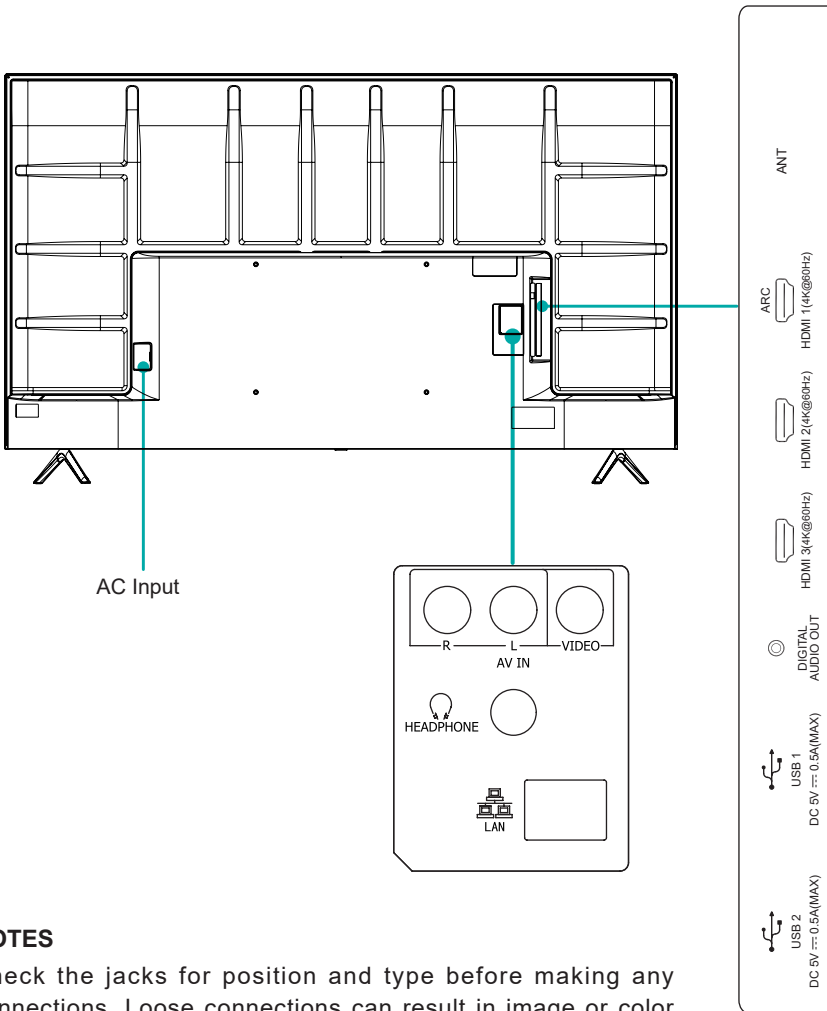 ANT
ARC
HDMI 1(4K@60Hz)
HDMI 2(4K@60Hz)
HDMI 3(4K@60Hz)
DIGITAL
AUDIO OUT
USB 1
DC 5V ⎓ 0.5A(MAX)
USB 2
DC 5V ⎓ 0.5A(MAX)
AC Input
R L VIDEO
AV IN
HEADPHONE
LAN
OTES
heck the jacks for position and type before making any
nnections. Loose connections can result in image or color